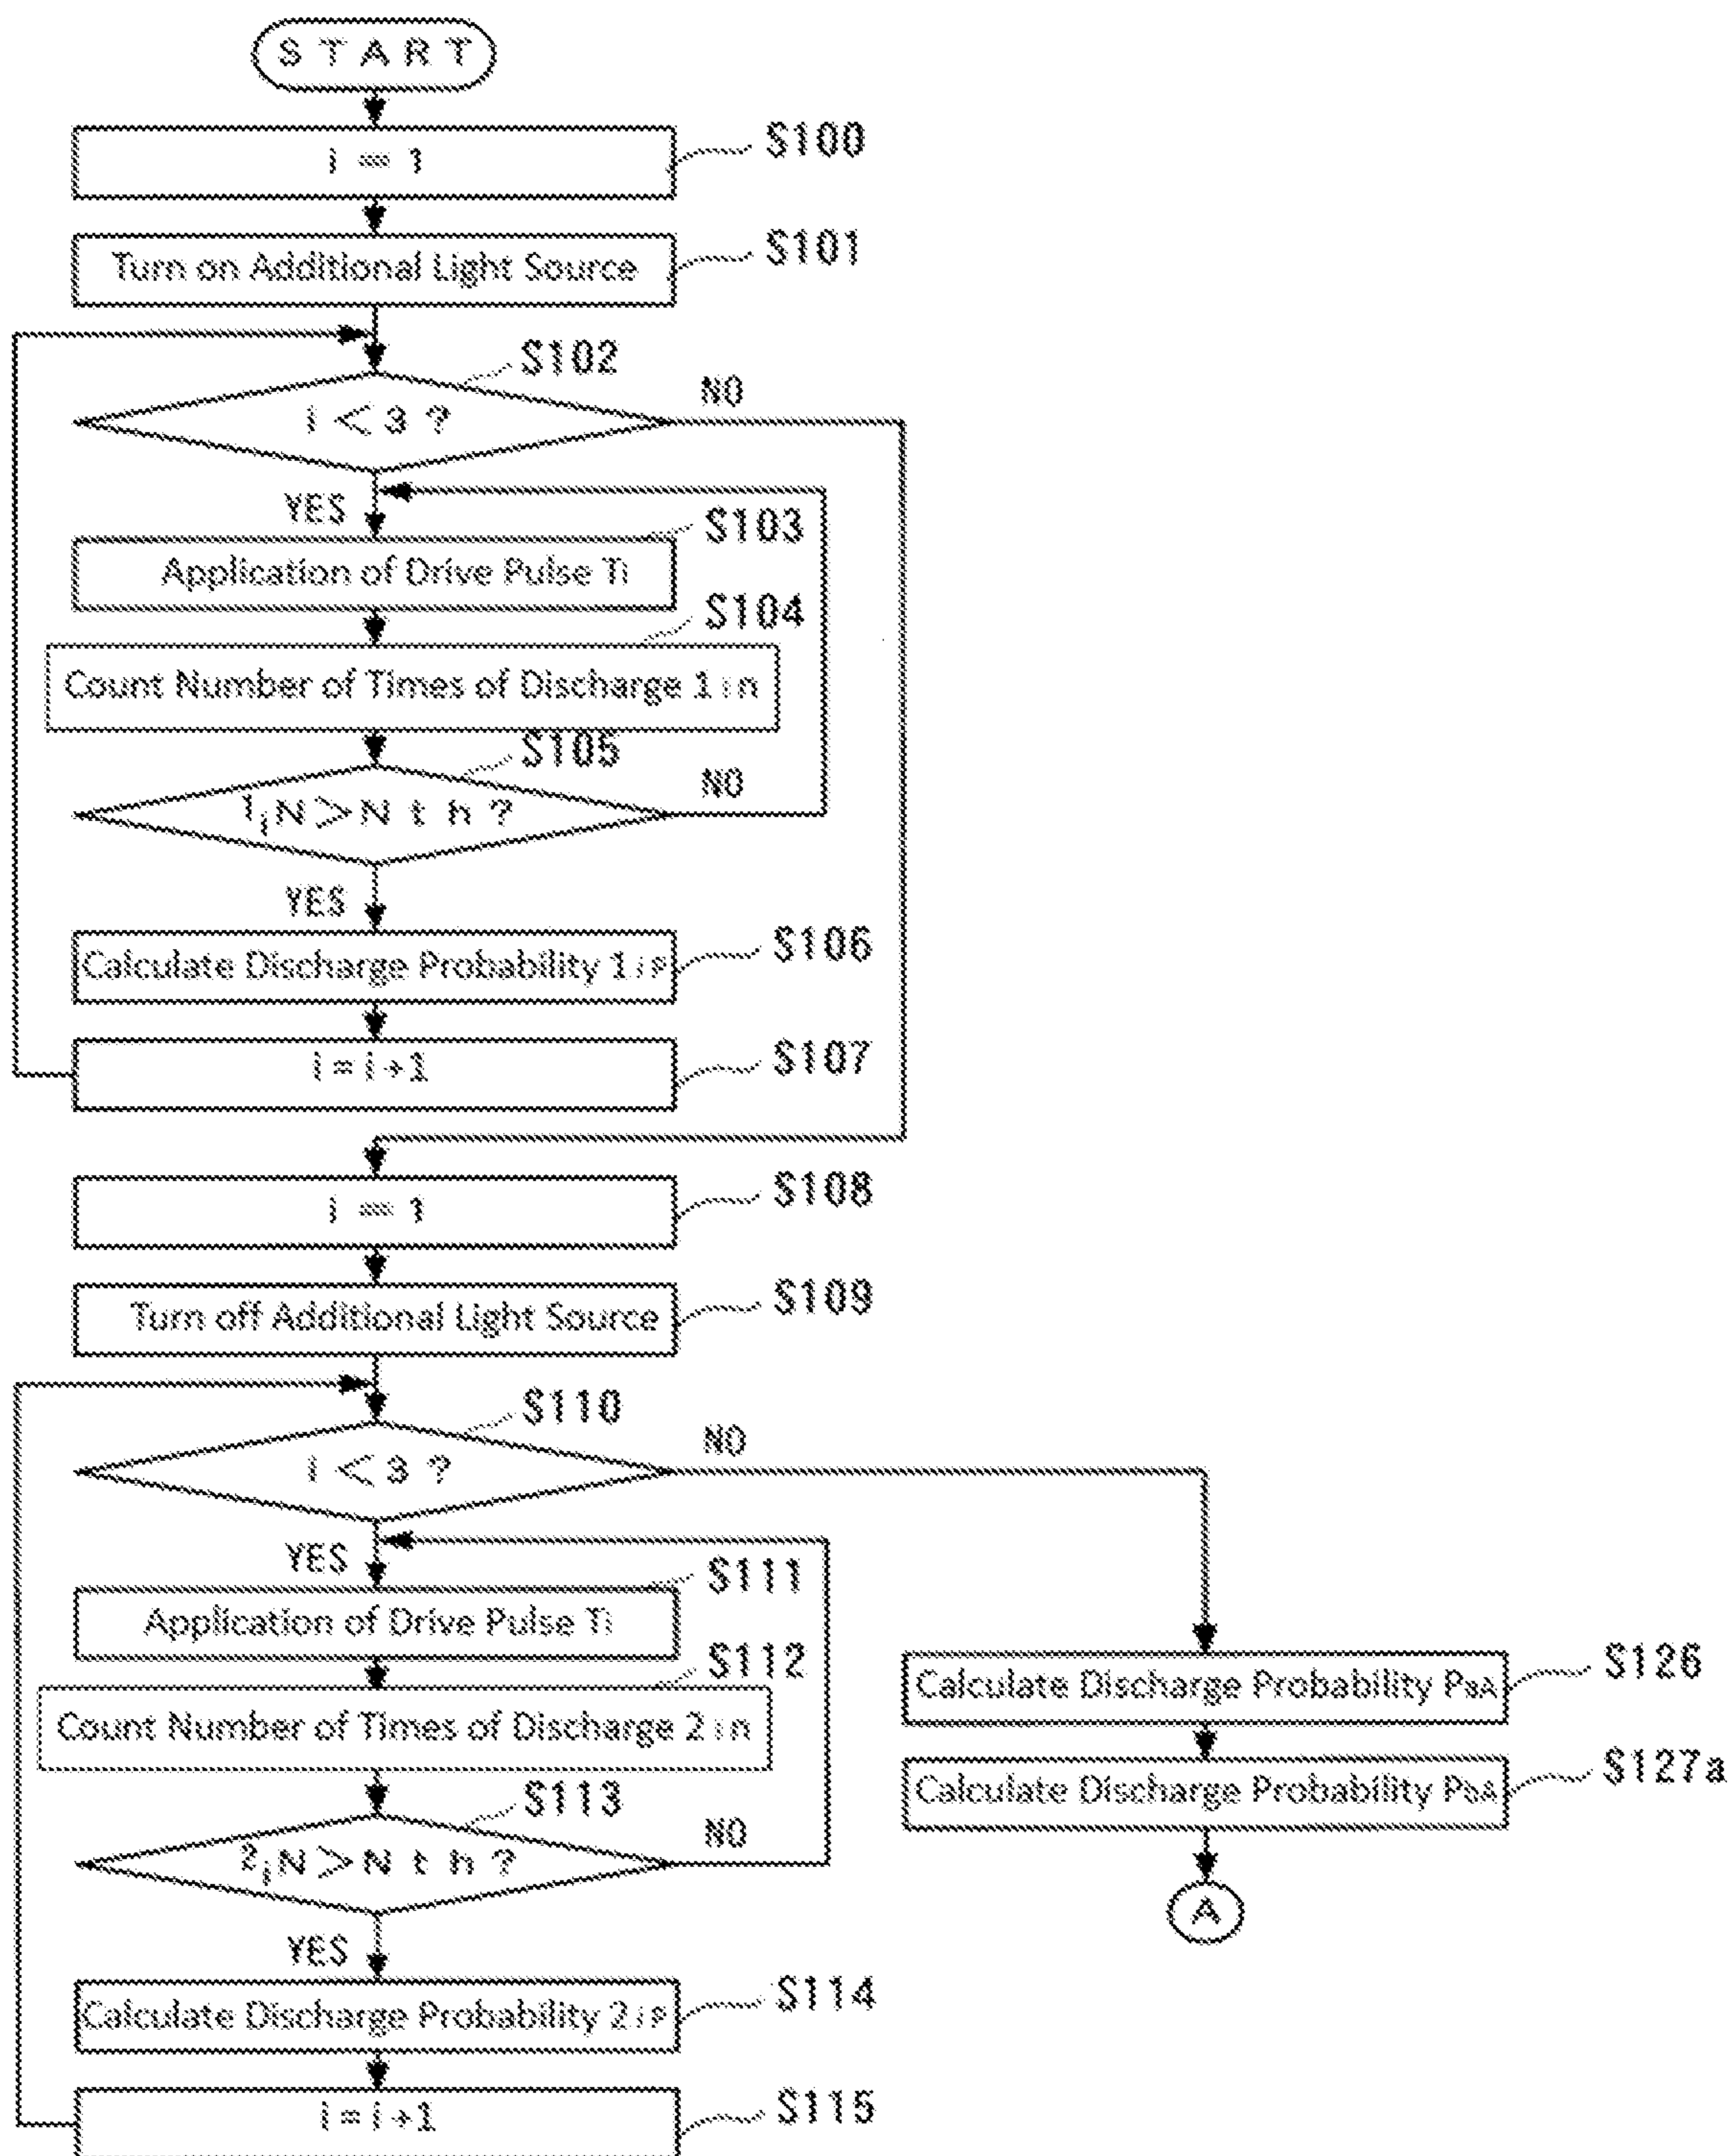 START
i = 1
S100
Turn on Additional Light Source
S101
S102
i < 3 ?
NO
YES
S103
Application of Drive Pulse Ti
S104
Count Number of Times of Discharge 1 i n
S105
1iN > Nth ?
NO
YES
Calculate Discharge Probability 1 i P
S106
i = i + 1
S107
i = 1
S108
Turn off Additional Light Source
S109
S110
i < 3 ?
NO
YES
S111
Application of Drive Pulse Ti
S112
Count Number of Times of Discharge 2 i n
S113
2iN > Nth ?
NO
YES
Calculate Discharge Probability 2 i P
S114
i = i + 1
S115
Calculate Discharge Probability PaA
S126
Calculate Discharge Probability PbA
S127a
A